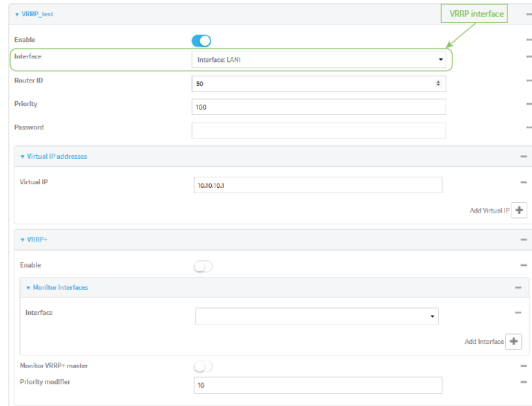 VRRP_test
VRRP interface
Enable
Interface
Interface: LAN1
Router ID
50
Priority
100
Password
Virtual IP addresses
Virtual IP
10.10.10.1
Add Virtual IP
VRRP+
Enable
Monitor Interfaces
Interface
Add Interface
Monitor VRRP+ master
Priority modifier
10